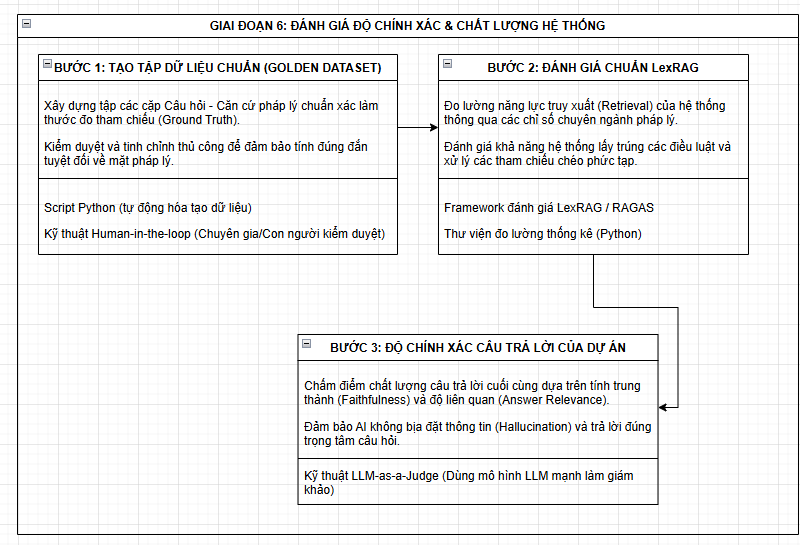 GIAI ĐOẠN 6: ĐÁNH GIÁ ĐỘ CHÍNH XÁC & CHẤT LƯỢNG HỆ THỐNG
BƯỚC 1: TẠO TẬP DỮ LIỆU CHUẨN (GOLDEN DATASET)
Xây dựng tập các cặp Câu hỏi - Căn cứ pháp lý chuẩn xác làm
thước đo tham chiếu (Ground Truth).
Kiểm duyệt và tinh chỉnh thủ công để đảm bảo tính đúng đắn
tuyệt đối về mặt pháp lý.
Script Python (tự động hóa tạo dữ liệu)
Kỹ thuật Human-in-the-loop (Chuyên gia/Con người kiểm duyệt)
BƯỚC 2: ĐÁNH GIÁ CHUẨN LexRAG
Đo lường năng lực truy xuất (Retrieval) của hệ thống
thông qua các chỉ số chuyên ngành pháp lý.
Đánh giá khả năng hệ thống lấy trúng các điều luật và
xử lý các tham chiếu chéo phức tạp.
Framework đánh giá LexRAG / RAGAS
Thư viện đo lường thống kê (Python)
BƯỚC 3: ĐỘ CHÍNH XÁC CÂU TRẢ LỜI CỦA DỰ ÁN
Chấm điểm chất lượng câu trả lời cuối cùng dựa trên tính trung
thành (Faithfulness) và độ liên quan (Answer Relevance).
Đảm bảo AI không bịa đặt thông tin (Hallucination) và trả lời đúng
trọng tâm câu hỏi.
Kỹ thuật LLM-as-a-Judge (Dùng mô hình LLM mạnh làm giám
khảo)